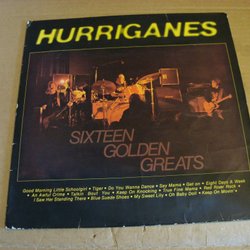 HURRIGANES
SIXTEEN
GOLDEN
GREATS
Good Morning Little Schoolgirl • Tiger • Do You Wanna Dance • Say Mama • Get on • Eight Days A Week
• An Awful Crime • Talkin' Bout You • Keep On Knocking • True Fine Mama • Red River Rock •
I Saw Her Standing There • Blue Suede Shoes • My Sweet Lily • Oh Baby Doll • Keep On Movin' •